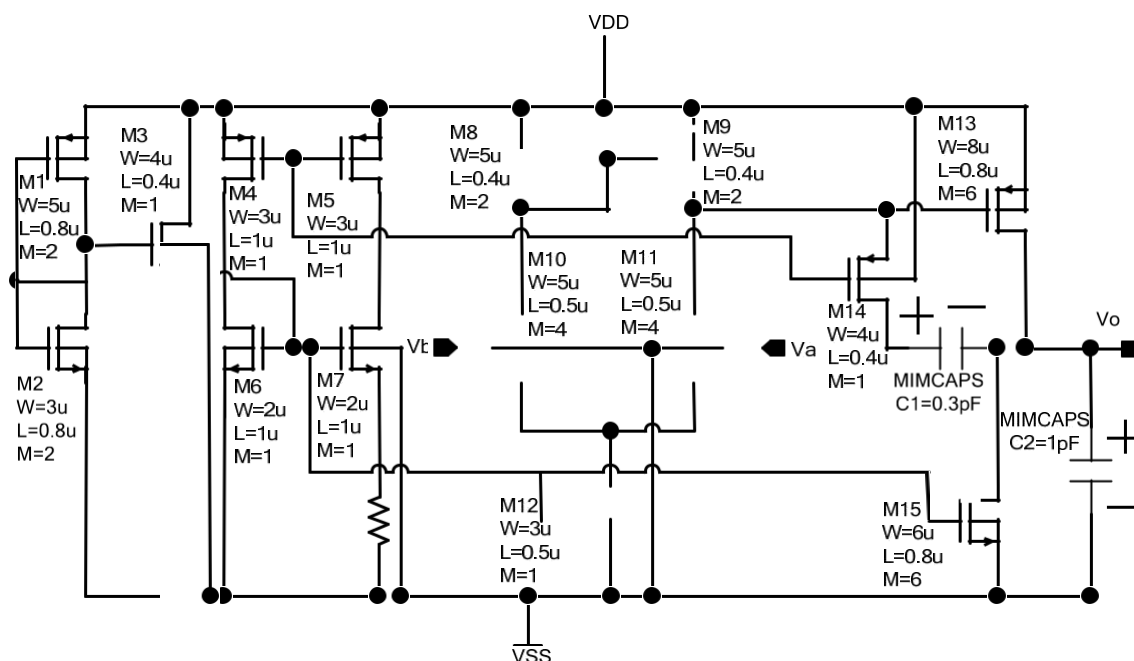 VDD
M1
W=5u
L=0.8u
M=2
M3
W=4u
L=0.4u
M=1
M4
W=3u
L=1u
M=1
M5
W=3u
L=1u
M=1
M8
W=5u
L=0.4u
M=2
M9
W=5u
L=0.4u
M=2
M13
W=8u
L=0.8u
M=6
M10
W=5u
L=0.5u
M=4
M11
W=5u
L=0.5u
M=4
M14
W=4u
L=0.4u
M=1
+
−
Vo
Va
M2
W=3u
L=0.8u
M=2
M6
W=2u
L=1u
M=1
M7
W=2u
L=1u
M=1
MIMCAPS
C1=0.3pF
MIMCAPS
C2=1pF
+
−
M12
W=3u
L=0.5u
M=1
M15
W=6u
L=0.8u
M=6
VSS